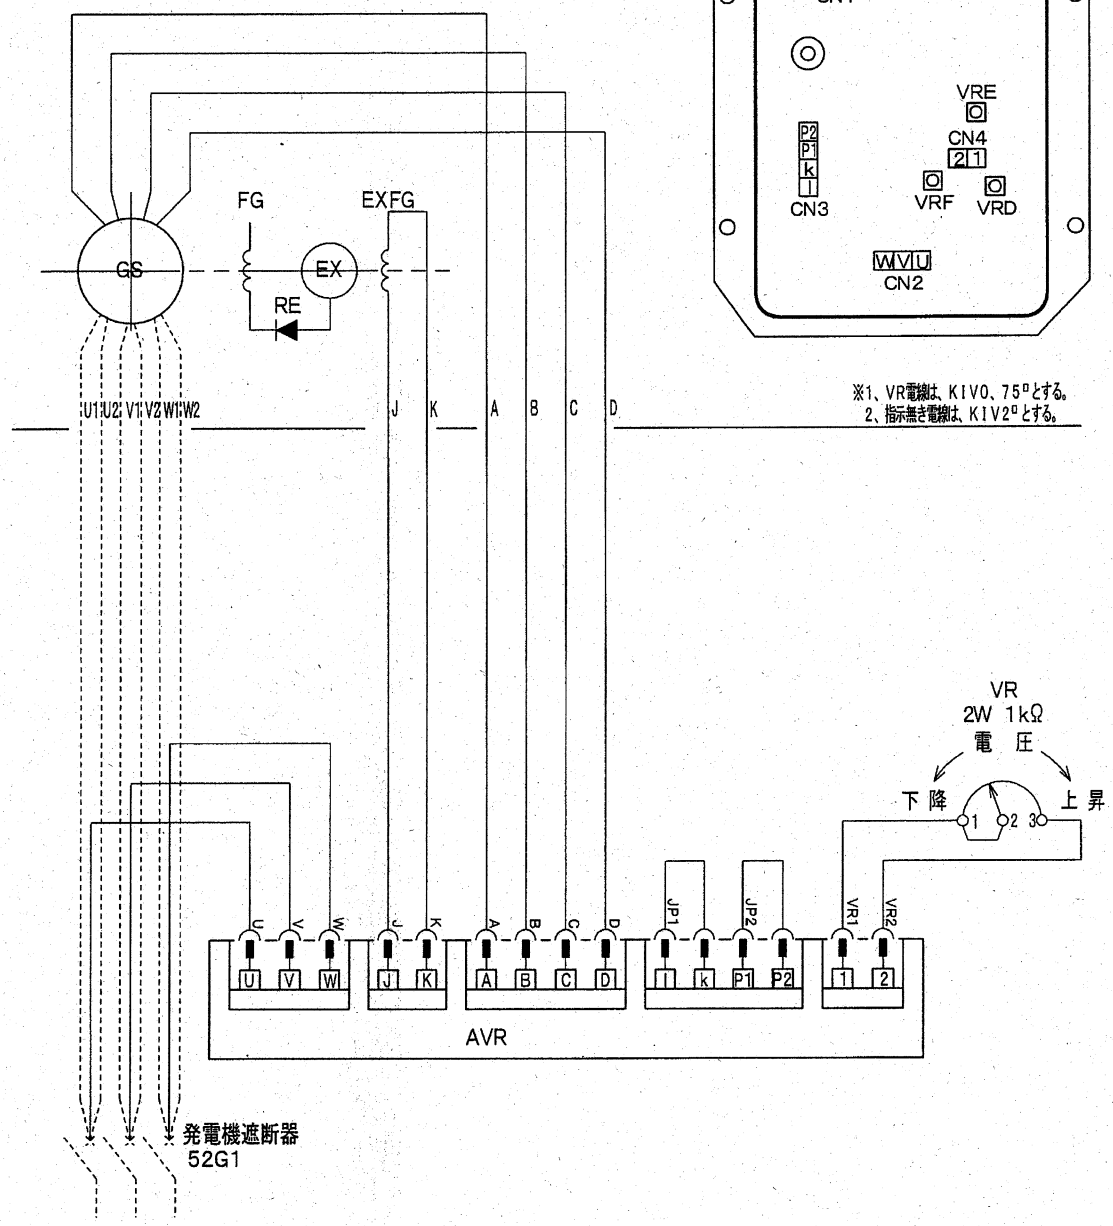 CN1
VRE
CN4
2 1
P2
P1
k
l
CN3
VRF
VRD
W V U
CN2
FG
EXFG
GS
EX
RE
U1 U2 V1 V2 W1 W2
J K A B C D
※1、VR電線は、KIV0、75□とする。
2、指示無き電線は、KIV2□とする。
VR
2W 1kΩ
電圧
下降
上昇
1 2 3
U V W J K A B C D JP1 JP2 VR1 VR2
U V W J K A B C D l k P1 P2 1 2
AVR
発電機遮断器
52G1